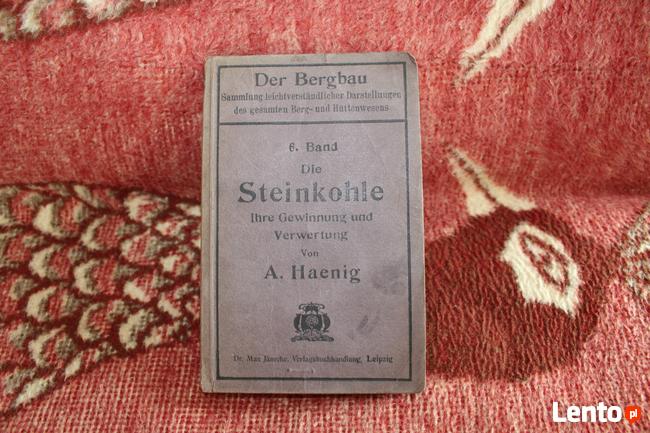 Der Bergbau
Sammlung leichtverständlicher Darstellungen
des gesamten Berg- und Hüttenwesens
6. Band
Die
Steinkohle
Ihre Gewinnung und
Verwertung
Von
A. Haenig
Dr. Max Jänecke, Verlagsbuchhandlung, Leipzig
Lento.pl